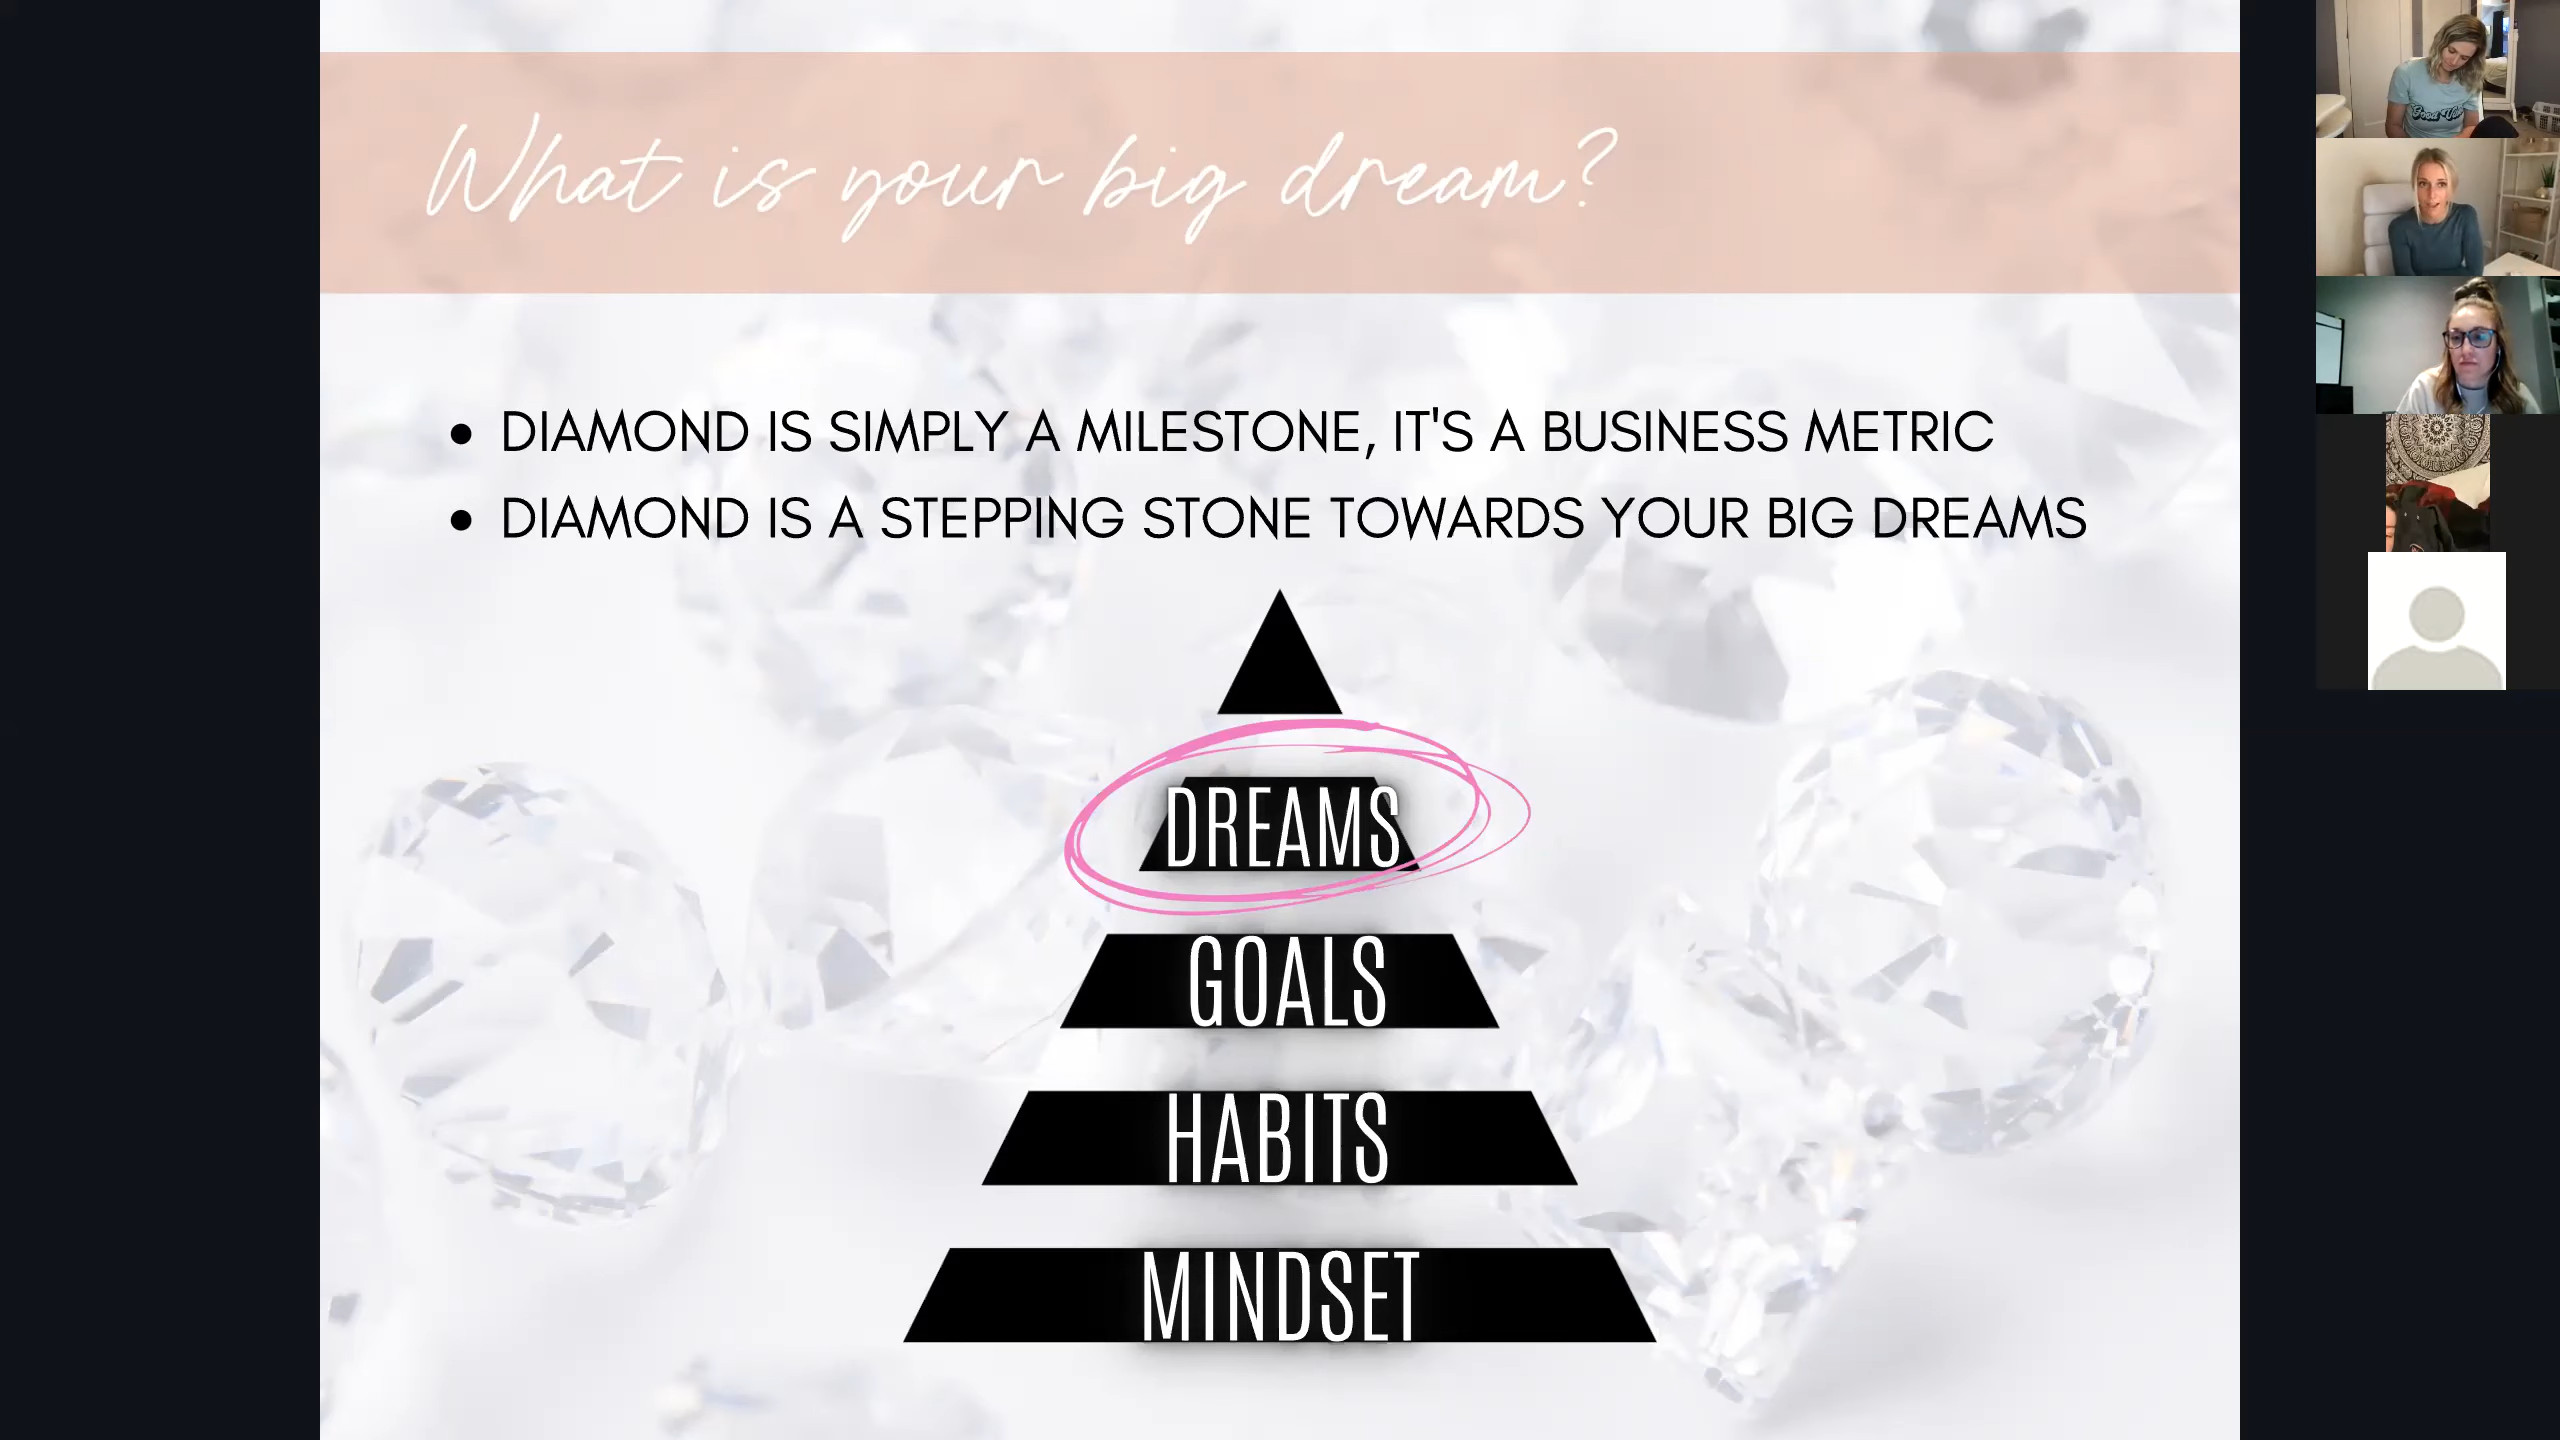 What is your big dream?
• DIAMOND IS SIMPLY A MILESTONE, IT'S A BUSINESS METRIC
• DIAMOND IS A STEPPING STONE TOWARDS YOUR BIG DREAMS
DREAMS
GOALS
HABITS
MINDSET
Good